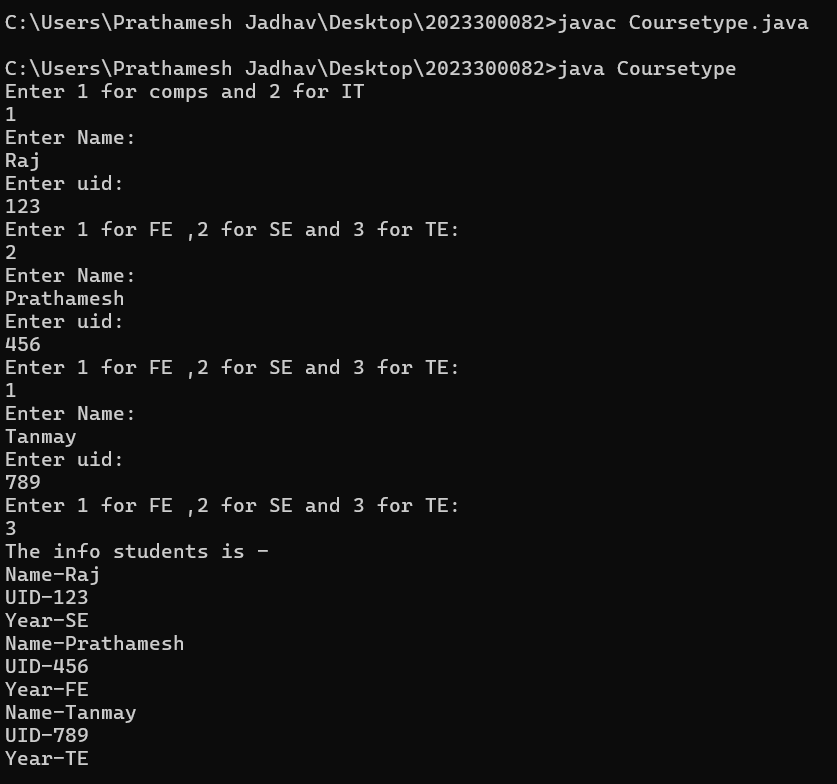 C:\Users\Prathamesh Jadhav\Desktop\2023300082>javac Coursetype.java
C:\Users\Prathamesh Jadhav\Desktop\2023300082>java Coursetype
Enter 1 for comps and 2 for IT
1
Enter Name:
Raj
Enter uid:
123
Enter 1 for FE ,2 for SE and 3 for TE:
2
Enter Name:
Prathamesh
Enter uid:
456
Enter 1 for FE ,2 for SE and 3 for TE:
1
Enter Name:
Tanmay
Enter uid:
789
Enter 1 for FE ,2 for SE and 3 for TE:
3
The info students is -
Name-Raj
UID-123
Year-SE
Name-Prathamesh
UID-456
Year-FE
Name-Tanmay
UID-789
Year-TE